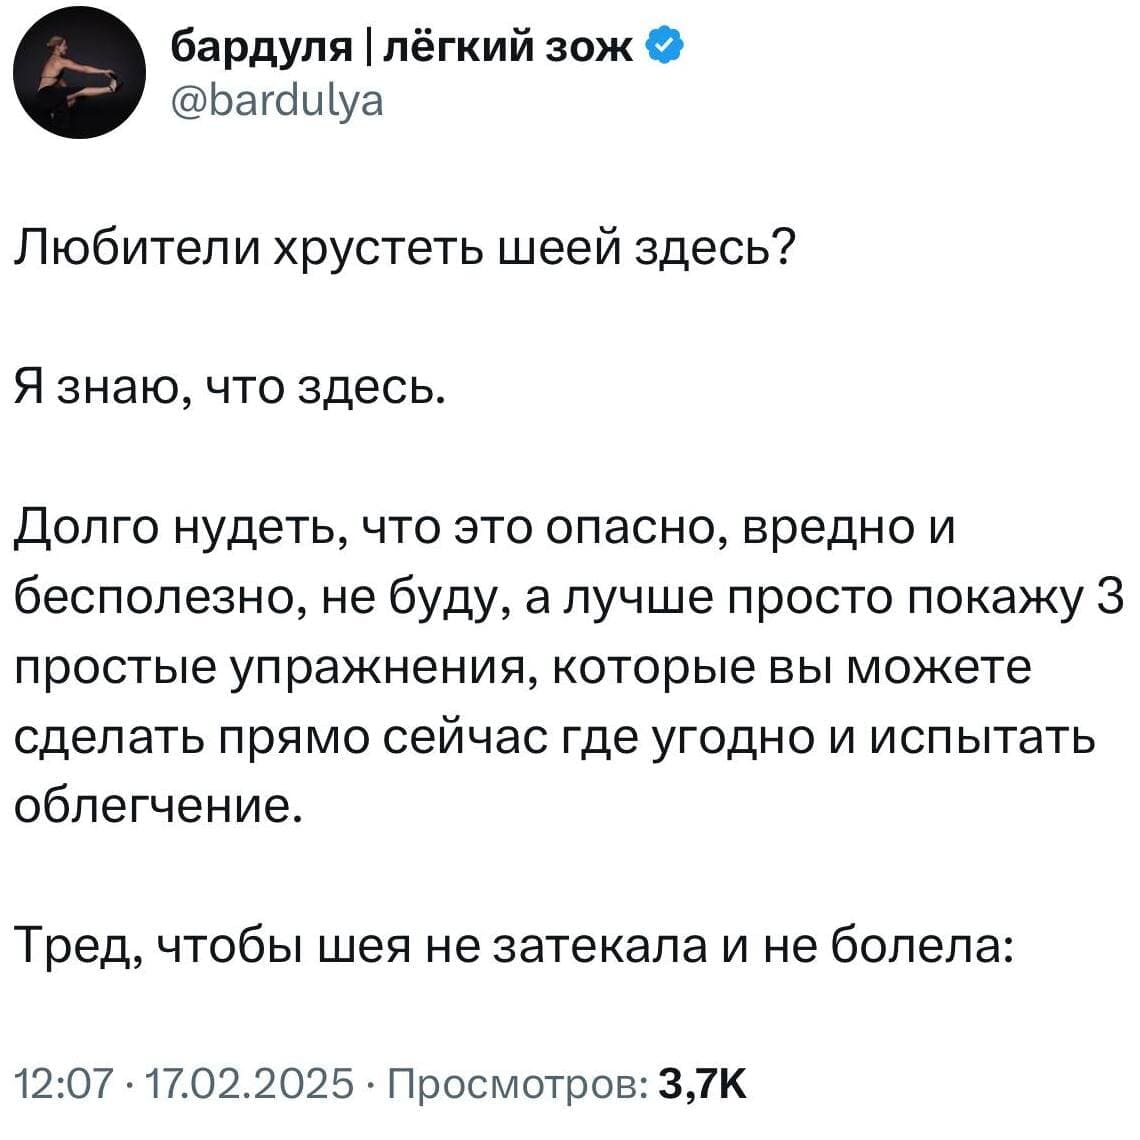 бардуля | лёгкий зож
@bardulya
Любители хрустеть шеей здесь?
Я знаю, что здесь.
Долго нудеть, что это опасно, вредно и
бесполезно, не буду, а лучше просто покажу 3
простые упражнения, которые вы можете
сделать прямо сейчас где угодно и испытать
облегчение.
Тред, чтобы шея не затекала и не болела:
12:07 · 17.02.2025 · Просмотров: 3,7K